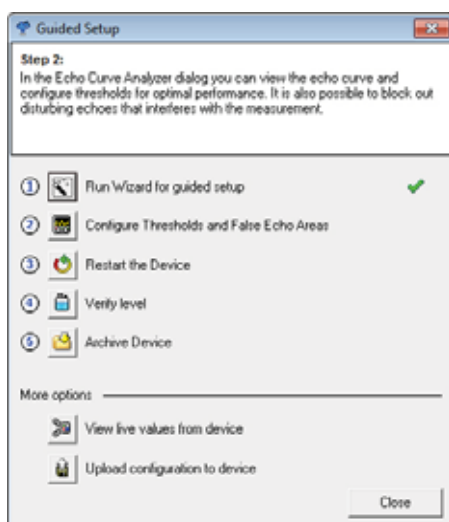 Guided Setup
Step 2:
In the Echo Curve Analyzer dialog you can view the echo curve and
configure thresholds for optimal performance. It is also possible to block out
disturbing echoes that interferes with the measurement.
1 Run Wizard for guided setup
2 Configure Thresholds and False Echo Areas
3 Restart the Device
4 Verify level
5 Archive Device
More options
View live values from device
Upload configuration to device
Close